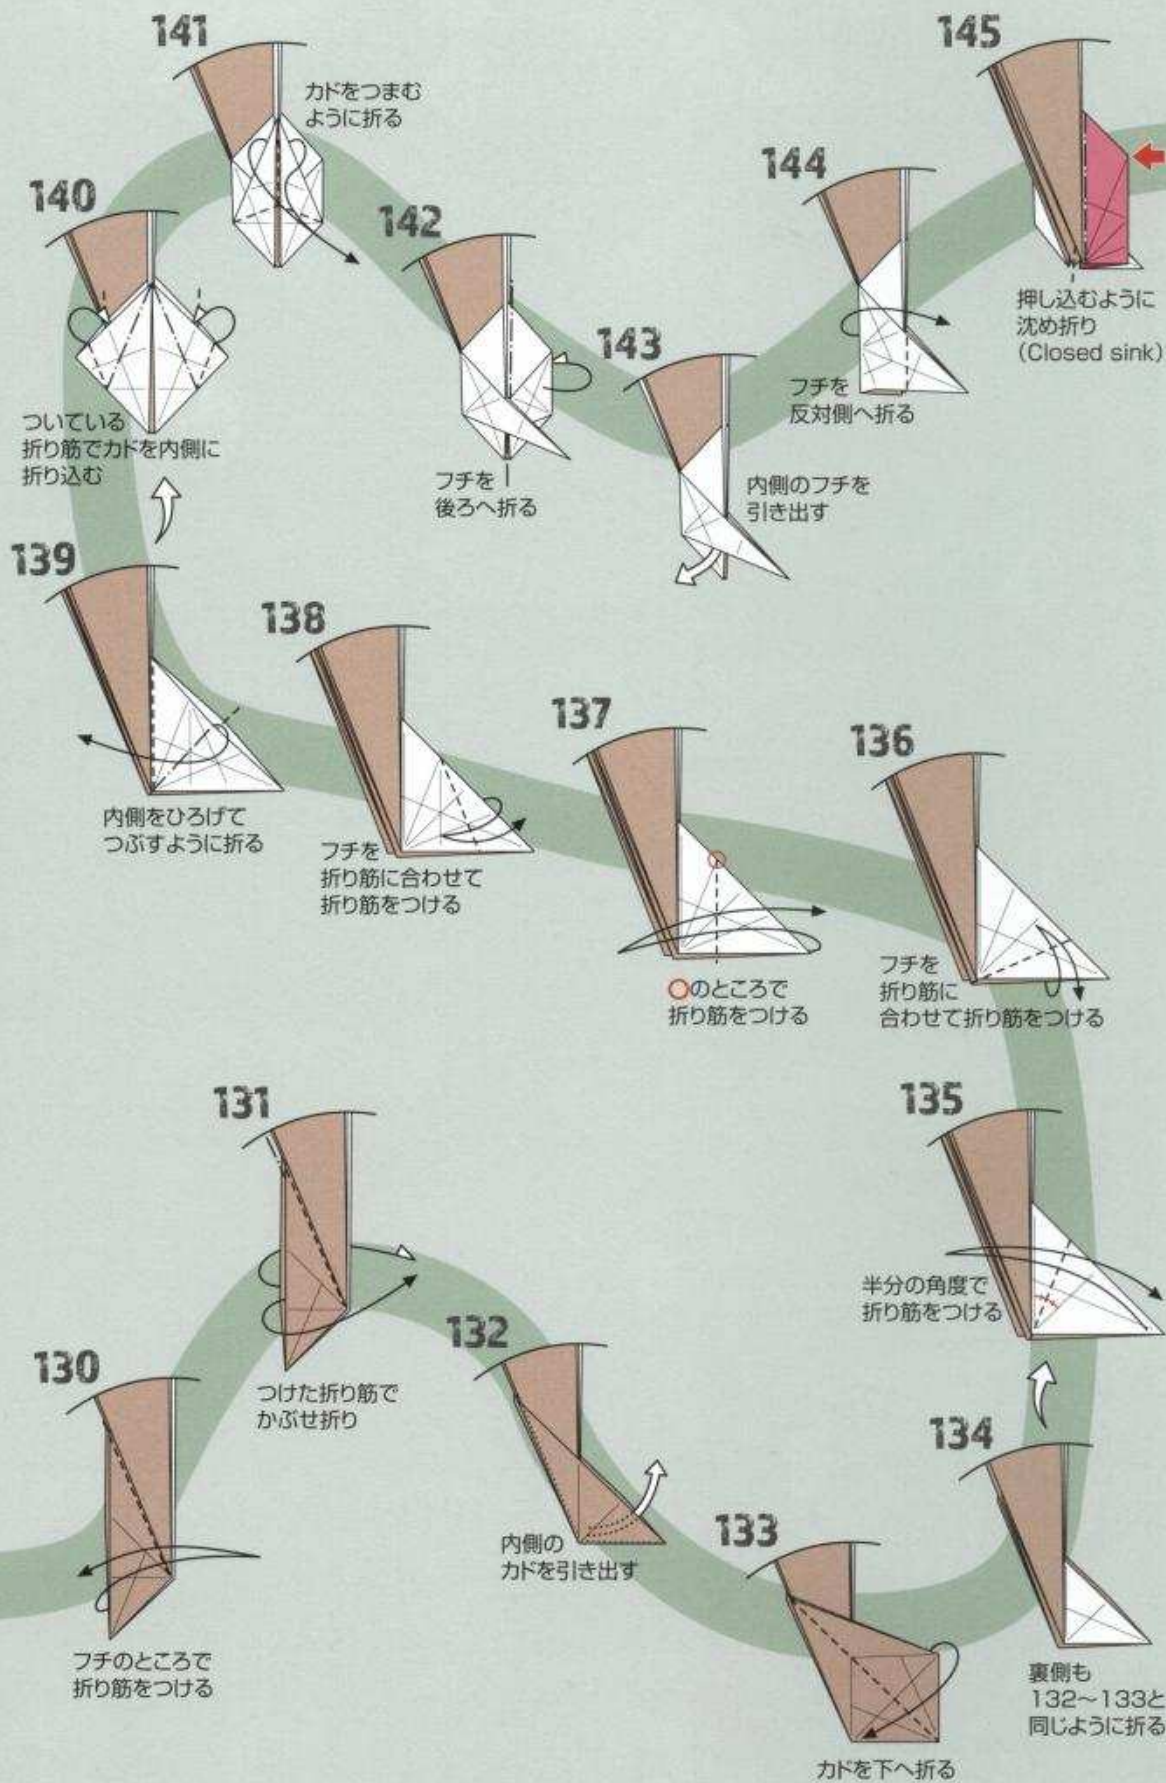 130
フチのところで
折り筋をつける
131
つけた折り筋で
かぶせ折り
132
内側の
カドを引き出す
133
カドを下へ折る
134
裏側も
132〜133と
同じように折る
135
半分の角度で
折り筋をつける
136
フチを
折り筋に
合わせて折り筋をつける
137
○のところで
折り筋をつける
138
フチを
折り筋に合わせて
折り筋をつける
139
内側をひろげて
つぶすように折る
140
ついている
折り筋でカドを内側に
折り込む
141
カドをつまむ
ように折る
142
フチを
後ろへ折る
143
内側のフチを
引き出す
144
フチを
反対側へ折る
145
押し込むように
沈め折り
(Closed sink)